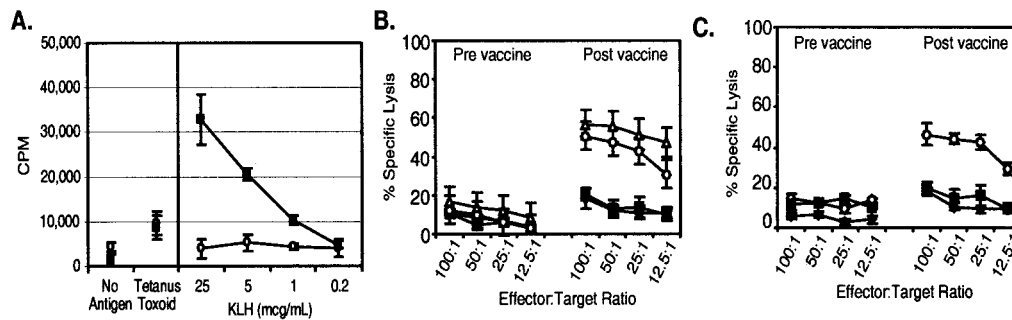 A.
50,000
40,000
30,000
20,000
10,000
0
CPM
No Antigen
Tetanus Toxoid
25 5 1 0.2
KLH (mcg/mL)
B.
Pre vaccine Post vaccine
100
80
60
40
20
0
% Specific Lysis
100:1 50:1 25:1 12.5:1 100:1 50:1 25:1 12.5:1
Effector:Target Ratio
C.
Pre vaccine Post vaccine
100
80
60
40
20
0
% Specific Lysis
100:1 50:1 25:1 12.5:1 100:1 50:1 25:1 12.5:1
Effector:Target Ratio